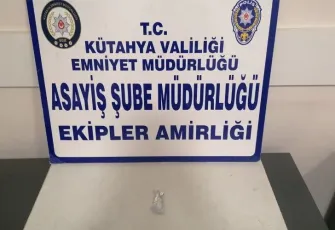 T.C.
KÜTAHYA VALİLİĞİ
EMNİYET MÜDÜRLÜĞÜ
ASAYİŞ ŞUBE MÜDÜRLÜĞÜ
EKİPLER AMİRLİĞİ